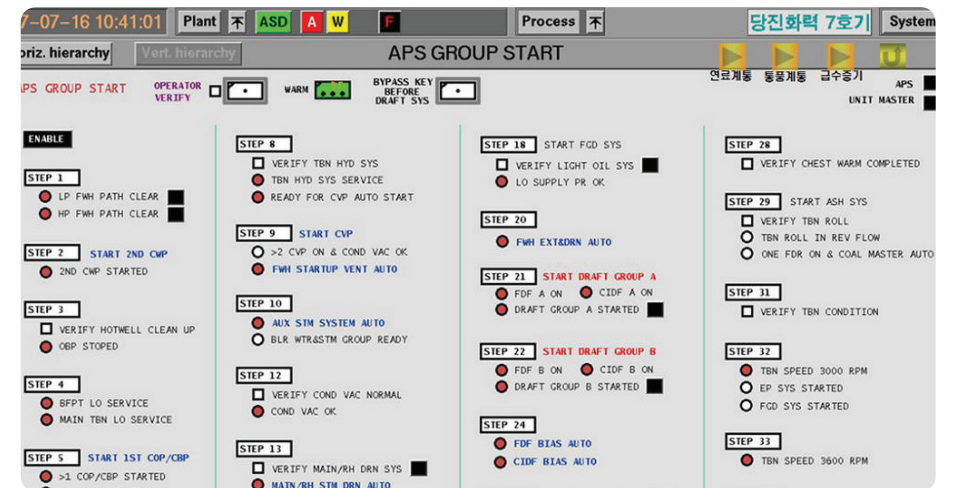 7-07-16 10:41:01 Plant ASD A W F Process 당진화력 7호기 System
oriz. hierarchy Vert. hierarchy APS GROUP START
연료계통 통풍계통 급수증기
APS GROUP START OPERATOR VERIFY WARM BYPASS KEY BEFORE DRAFT SYS
APS
UNIT MASTER
ENABLE
STEP 1
LP FWH PATH CLEAR
HP FWH PATH CLEAR
STEP 2 START 2ND CWP
2ND CWP STARTED
STEP 3
VERIFY HOTWELL CLEAN UP
OBP STOPED
STEP 4
BFPT LO SERVICE
MAIN TBN LO SERVICE
STEP 5 START 1ST COP/CBP
>1 COP/CBP STARTED
STEP 8
VERIFY TBN HYD SYS
TBN HYD SYS SERVICE
READY FOR CVP AUTO START
STEP 9 START CVP
>2 CVP ON & COND VAC OK
FWH STARTUP VENT AUTO
STEP 10
AUX STM SYSTEM AUTO
BLR WTR&STM GROUP READY
STEP 12
VERIFY COND VAC NORMAL
COND VAC OK
STEP 13
VERIFY MAIN/RH DRN SYS
MAIN/RH STM DRN AUTO
STEP 18 START FGD SYS
VERIFY LIGHT OIL SYS
LO SUPPLY PR OK
STEP 20
FWH EXT&DRN AUTO
STEP 21 START DRAFT GROUP A
FDF A ON CIDF A ON
DRAFT GROUP A STARTED
STEP 22 START DRAFT GROUP B
FDF B ON CIDF B ON
DRAFT GROUP B STARTED
STEP 24
FDF BIAS AUTO
CIDF BIAS AUTO
STEP 28
VERIFY CHEST WARM COMPLETED
STEP 29 START ASH SYS
VERIFY TBN ROLL
TBN ROLL IN REV FLOW
ONE FDR ON & COAL MASTER AUTO
STEP 31
VERIFY TBN CONDITION
STEP 32
TBN SPEED 3000 RPM
EP SYS STARTED
FGD SYS STARTED
STEP 33
TBN SPEED 3600 RPM